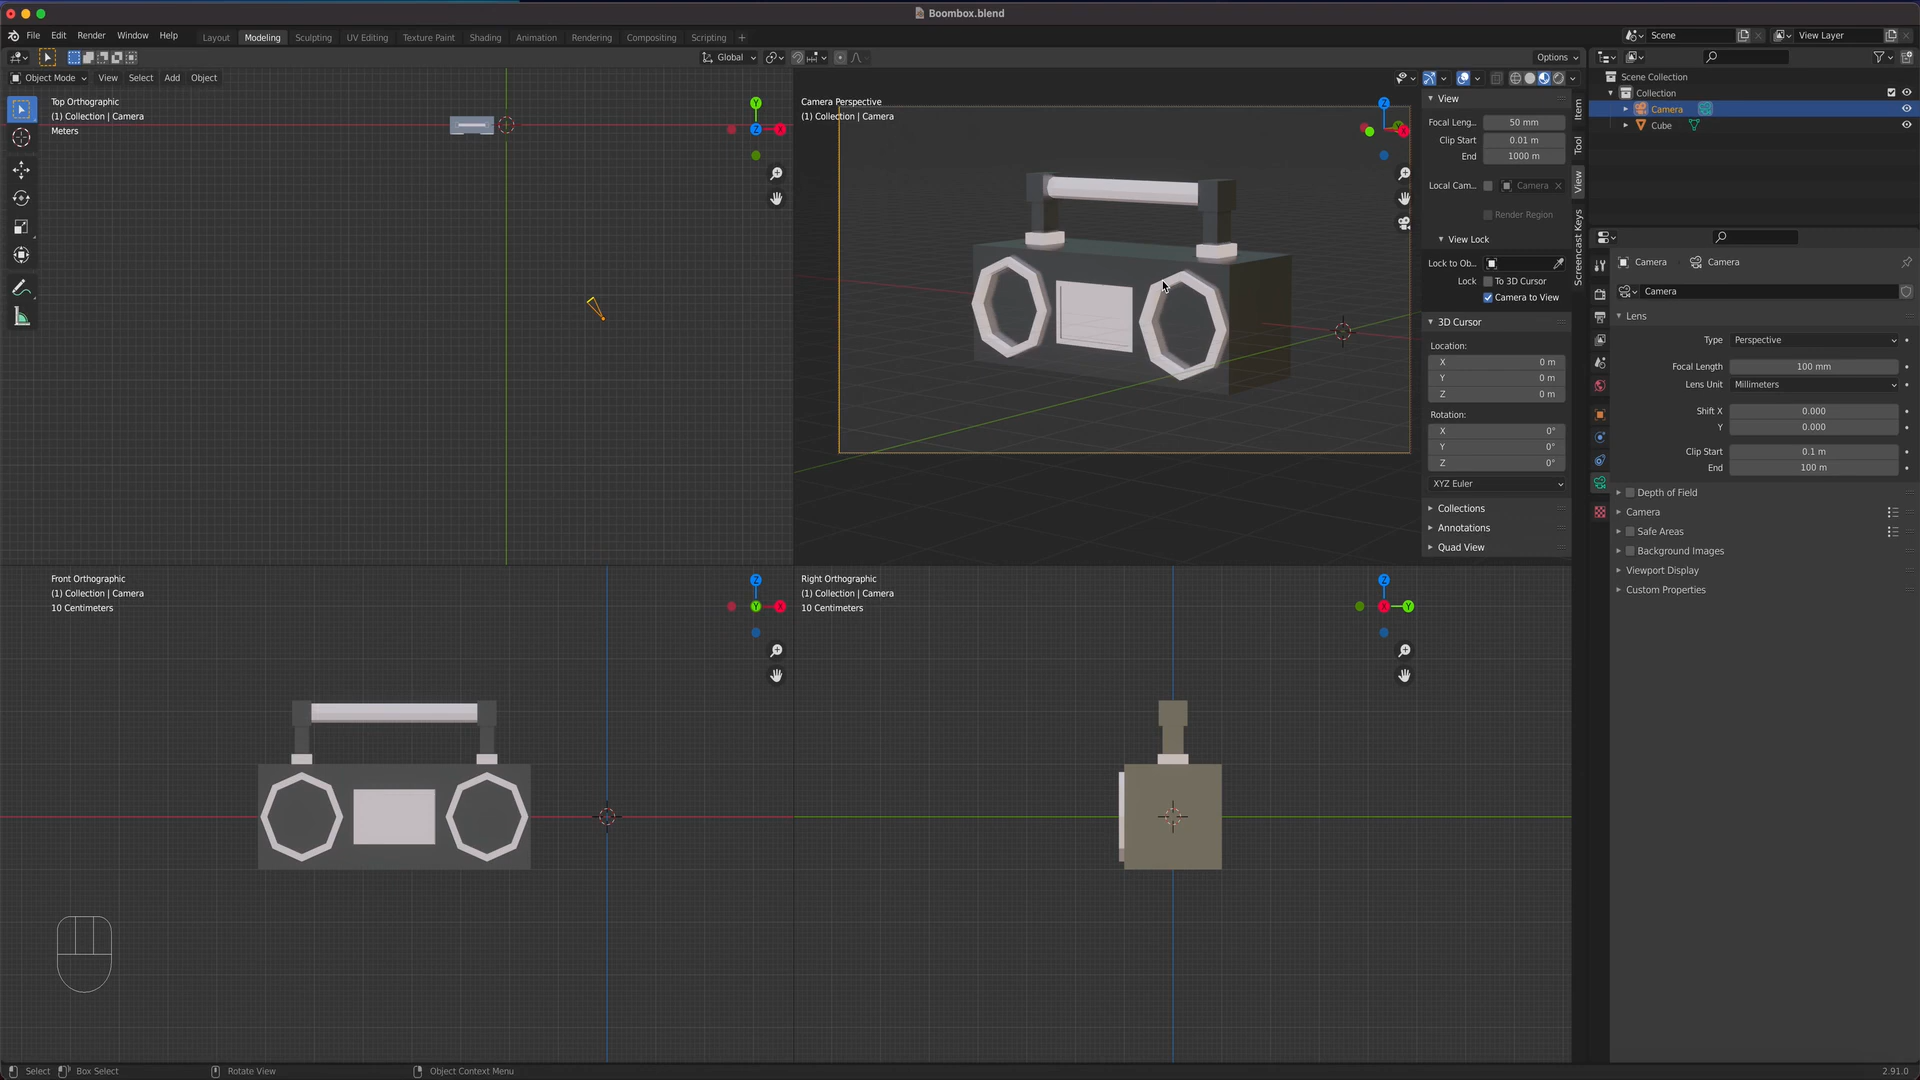 Boombox.blend
File Edit Render Window Help
Layout Modeling Sculpting UV Editing Texture Paint Shading Animation Rendering Compositing Scripting +
Scene View Layer
Global Options
Object Mode View Select Add Object
Top Orthographic
(1) Collection | Camera
Meters
Y
Z
X
Camera Perspective
(1) Collection | Camera
Z
View
Focal Leng... 50 mm
Clip Start 0.01 m
End 1000 m
Local Cam... Camera
Render Region
View Lock
Lock to Ob...
Lock To 3D Cursor
Camera to View
3D Cursor
Location:
X 0 m
Y 0 m
Z 0 m
Rotation:
X 0°
Y 0°
Z 0°
XYZ Euler
Collections
Annotations
Quad View
Item
Tool
View
Screencast Keys
Scene Collection
Collection
Camera
Cube
Camera Camera
Camera
Lens
Type Perspective
Focal Length 100 mm
Lens Unit Millimeters
Shift X 0.000
Y 0.000
Clip Start 0.1 m
End 100 m
Depth of Field
Camera
Safe Areas
Background Images
Viewport Display
Custom Properties
Front Orthographic
(1) Collection | Camera
10 Centimeters
Z
Y
X
Right Orthographic
(1) Collection | Camera
10 Centimeters
Z
X
Y
Select Box Select Rotate View Object Context Menu 2.91.0